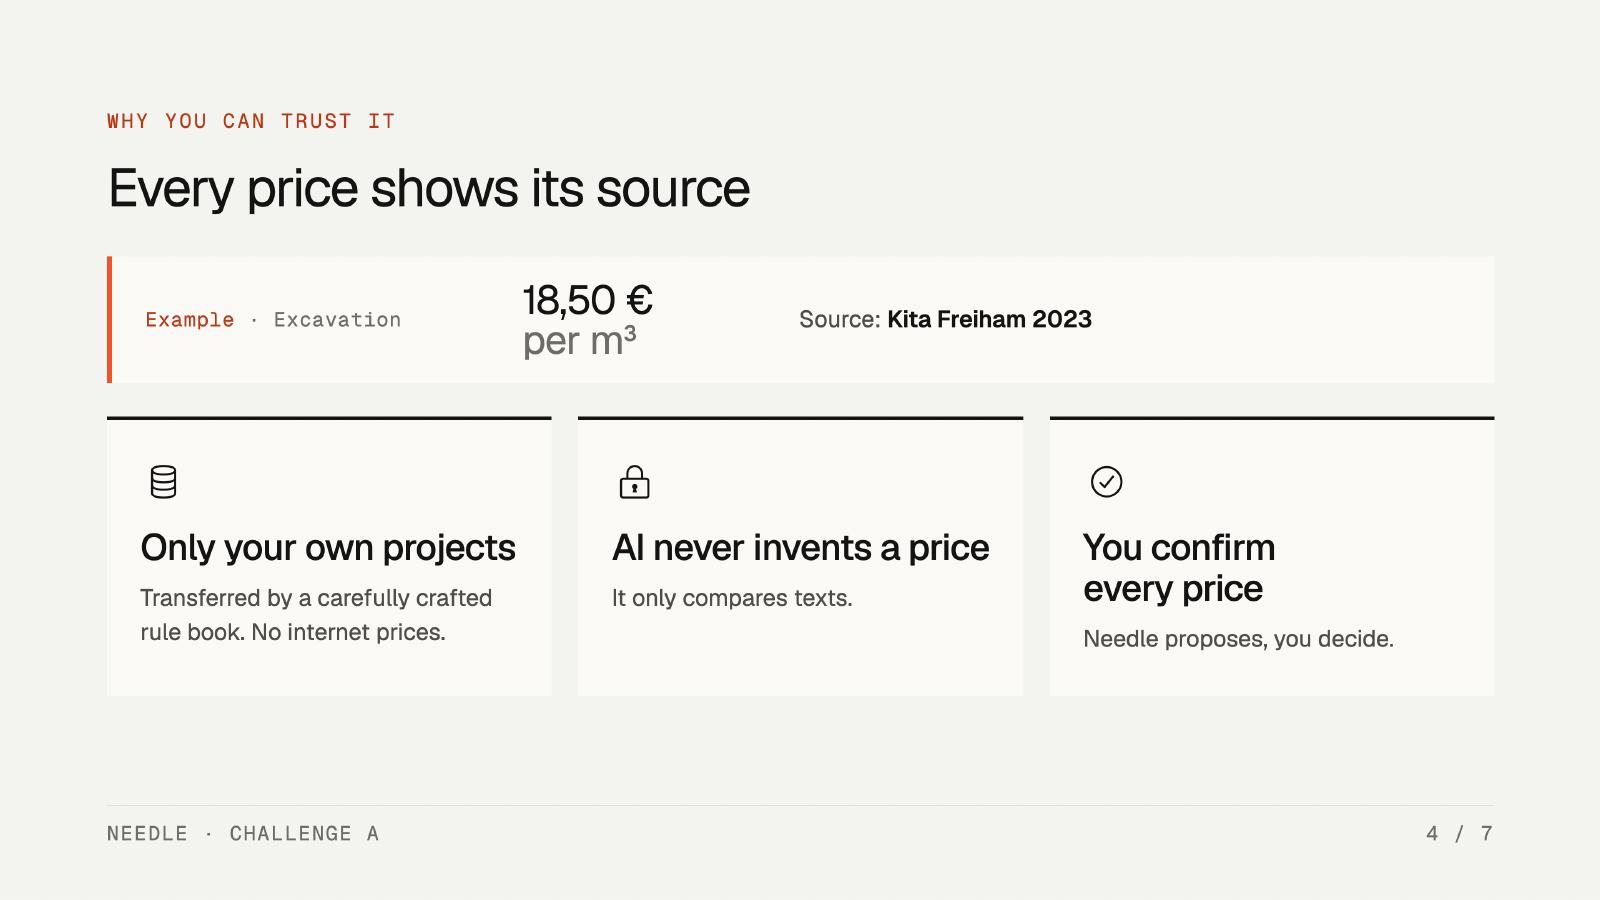 WHY YOU CAN TRUST IT
Every price shows its source
Example · Excavation
18,50 €
per m³
Source: Kita Freiham 2023
Only your own projects
Transferred by a carefully crafted
rule book. No internet prices.
AI never invents a price
It only compares texts.
You confirm
every price
Needle proposes, you decide.
NEEDLE · CHALLENGE A
4 / 7